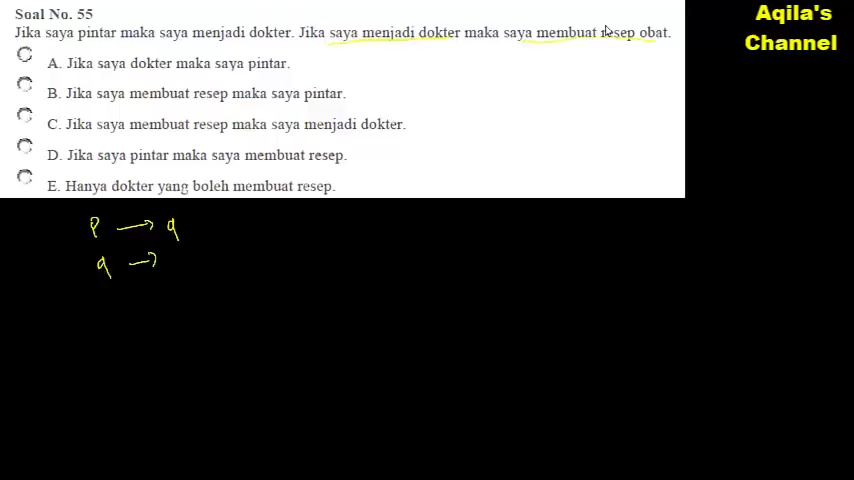 Soal No. 55
Jika saya pintar maka saya menjadi dokter. Jika saya menjadi dokter maka saya membuat resep obat.
A. Jika saya dokter maka saya pintar.
B. Jika saya membuat resep maka saya pintar.
C. Jika saya membuat resep maka saya menjadi dokter.
D. Jika saya pintar maka saya membuat resep.
E. Hanya dokter yang boleh membuat resep.
Aqila's
Channel
p → q
q →